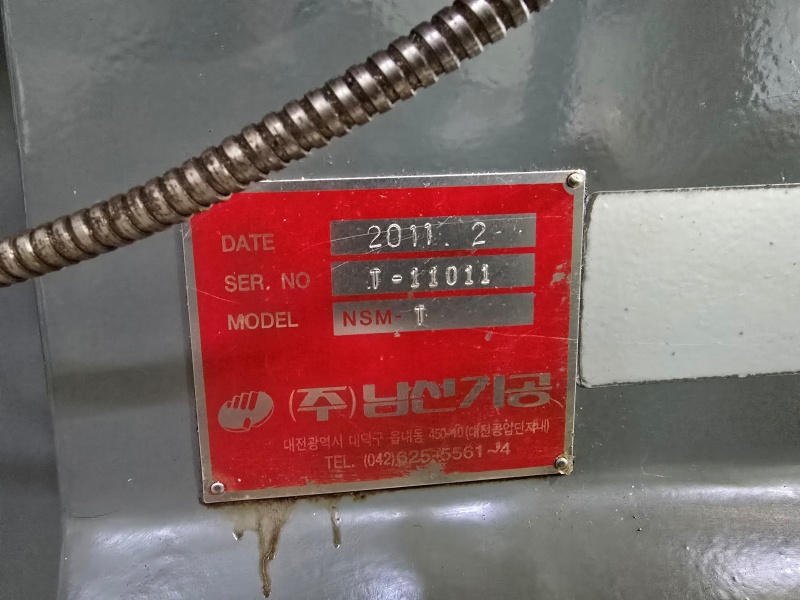 DATE 2011. 2
SER. NO T-11011
MODEL NSM-T
(주)남선기공
대전광역시 대덕구 읍내동 450-10 (대전공업단지내)
TEL. (042)625-5561~4